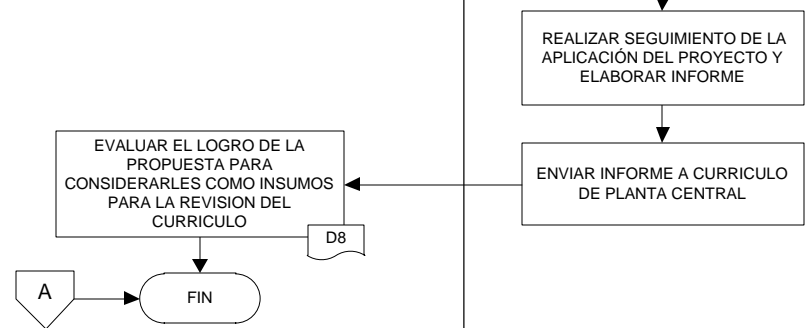 REALIZAR SEGUIMIENTO DE LA
APLICACIÓN DEL PROYECTO Y
ELABORAR INFORME
ENVIAR INFORME A CURRICULO
DE PLANTA CENTRAL
EVALUAR EL LOGRO DE LA
PROPUESTA PARA
CONSIDERARLES COMO INSUMOS
PARA LA REVISION DEL
CURRICULO
D8
A
FIN